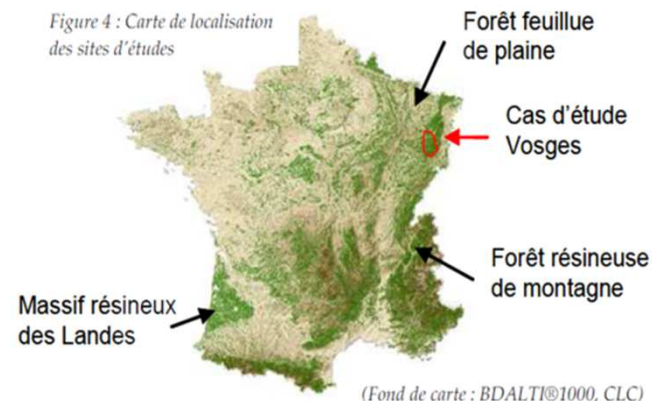 Figure 4 : Carte de localisation
des sites d'études
Forêt feuillue
de plaine
Cas d'étude
Vosges
Forêt résineuse
de montagne
Massif résineux
des Landes
(Fond de carte : BDALTI®1000, CLC)